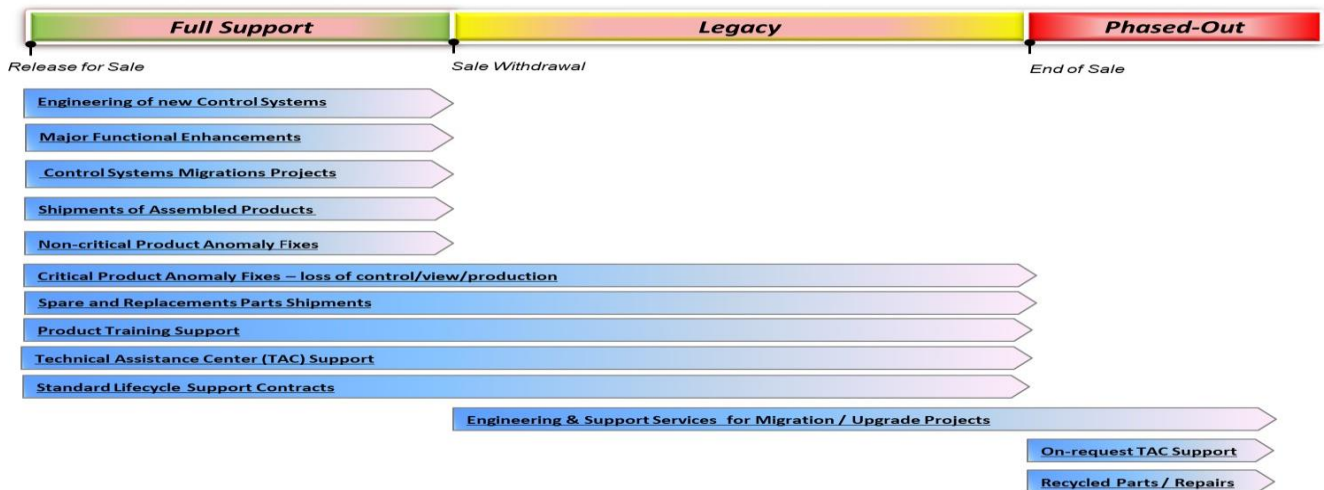 Full Support
Legacy
Phased-Out
Release for Sale
Sale Withdrawal
End of Sale
Engineering of new Control Systems
Major Functional Enhancements
Control Systems Migrations Projects
Shipments of Assembled Products
Non-critical Product Anomaly Fixes
Critical Product Anomaly Fixes – loss of control/view/production
Spare and Replacements Parts Shipments
Product Training Support
Technical Assistance Center (TAC) Support
Standard Lifecycle Support Contracts
Engineering & Support Services for Migration / Upgrade Projects
On-request TAC Support
Recycled Parts / Repairs